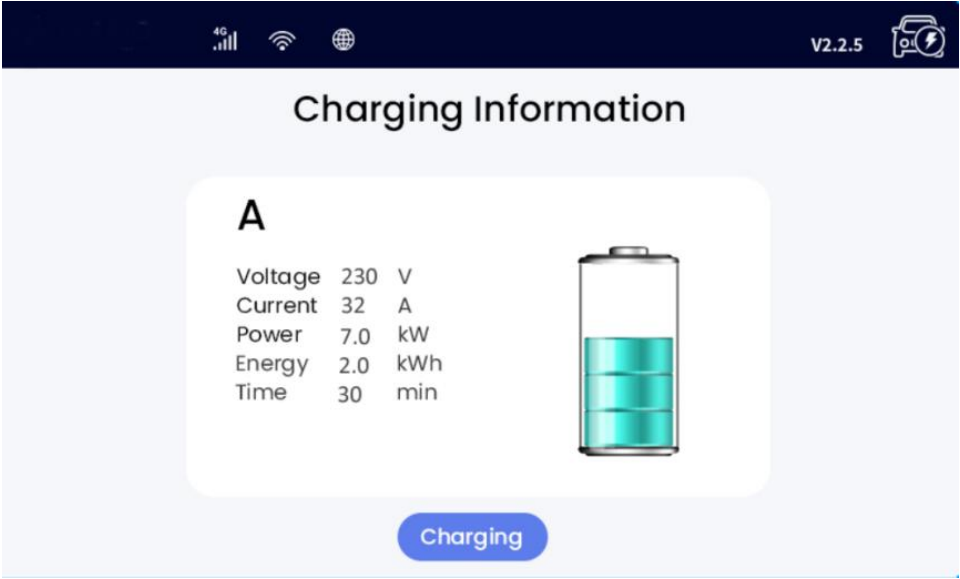 4G
V2.2.5
Charging Information
A
Voltage 230 V
Current 32 A
Power 7.0 kW
Energy 2.0 kWh
Time 30 min
Charging